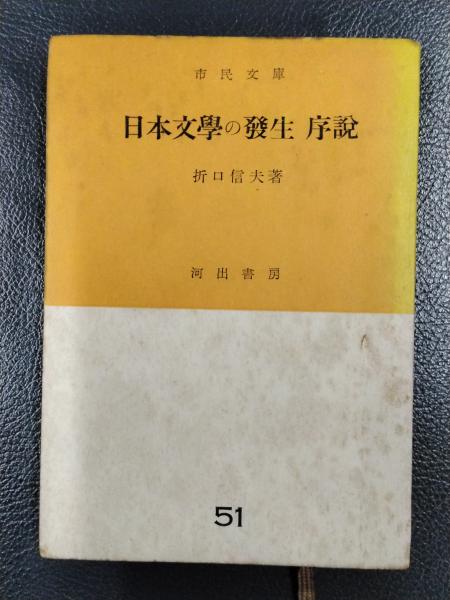 市民文庫
日本文學の發生 序說
折口信夫著
河出書房
51